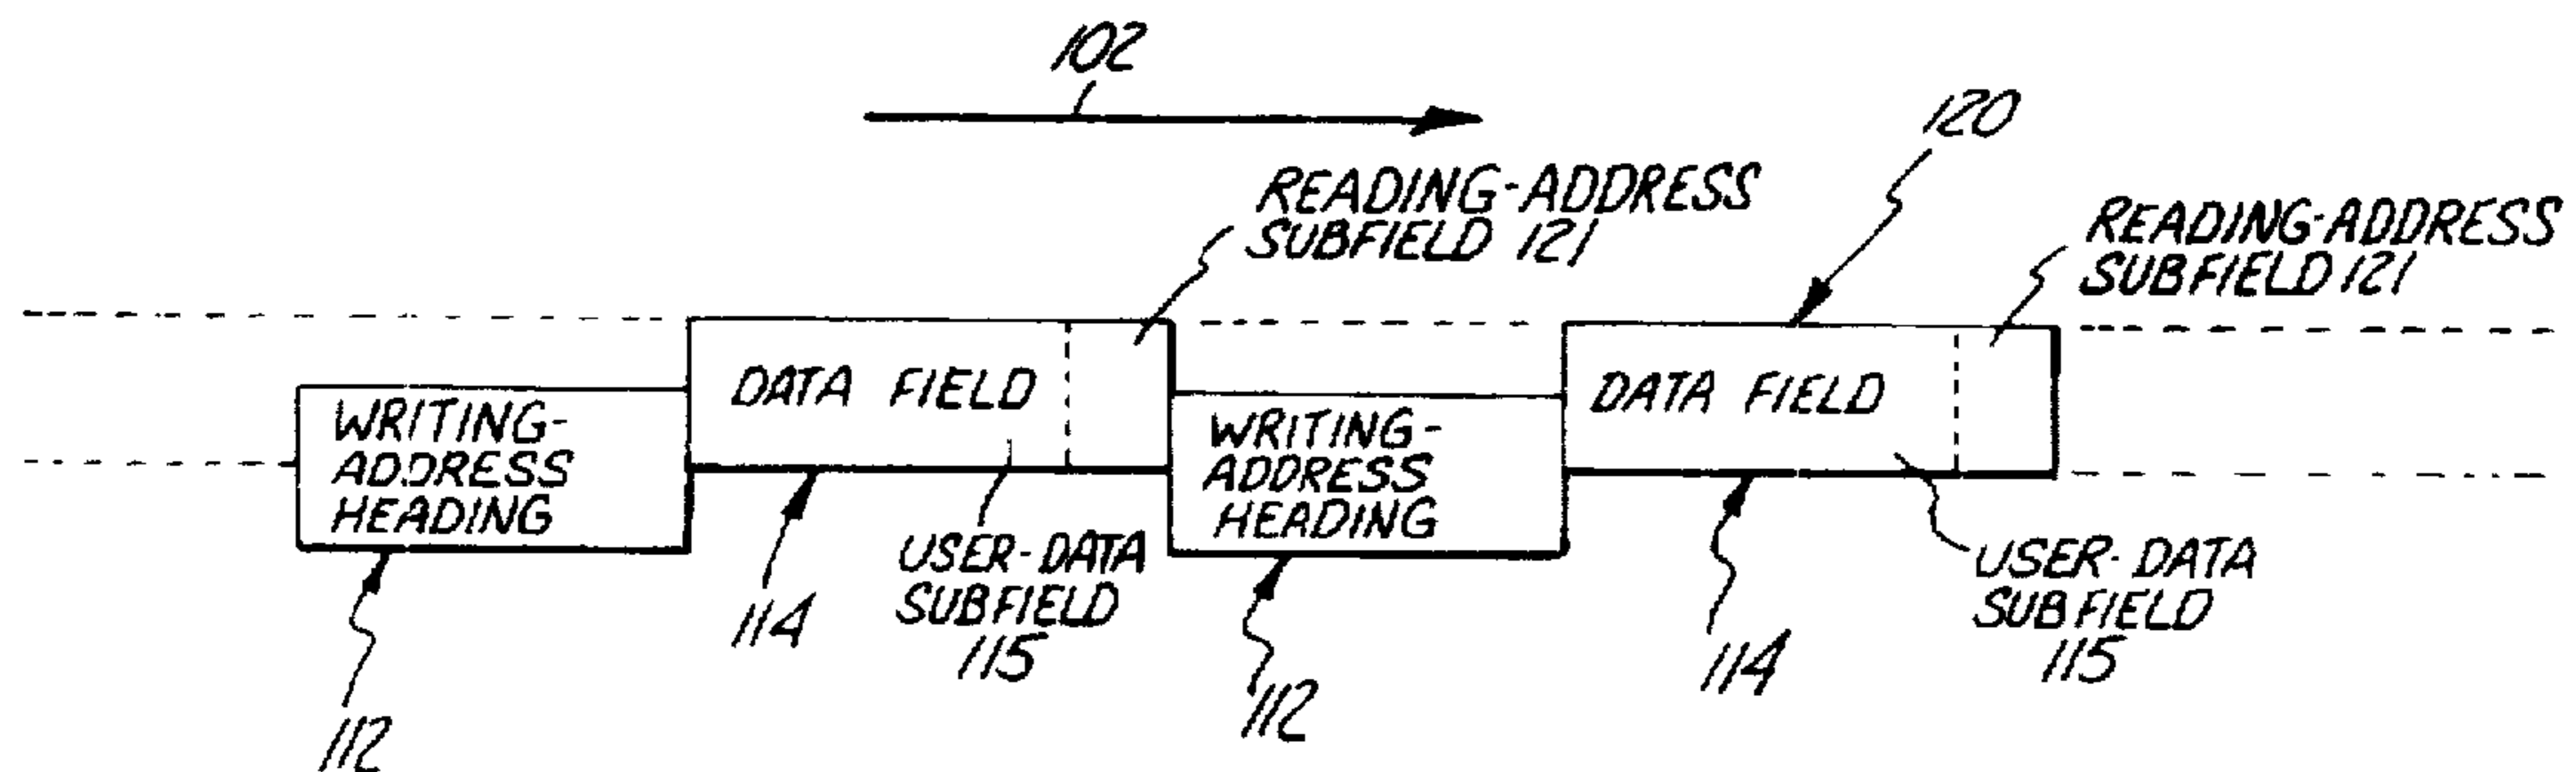 102
120
READING-ADDRESS
SUBFIELD 121
READING-ADDRESS
SUBFIELD 121
DATA FIELD
DATA FIELD
WRITING-
ADDRESS
HEADING
WRITING-
ADDRESS
HEADING
USER-DATA
SUBFIELD
115
USER-DATA
SUBFIELD
115
114
114
112
112